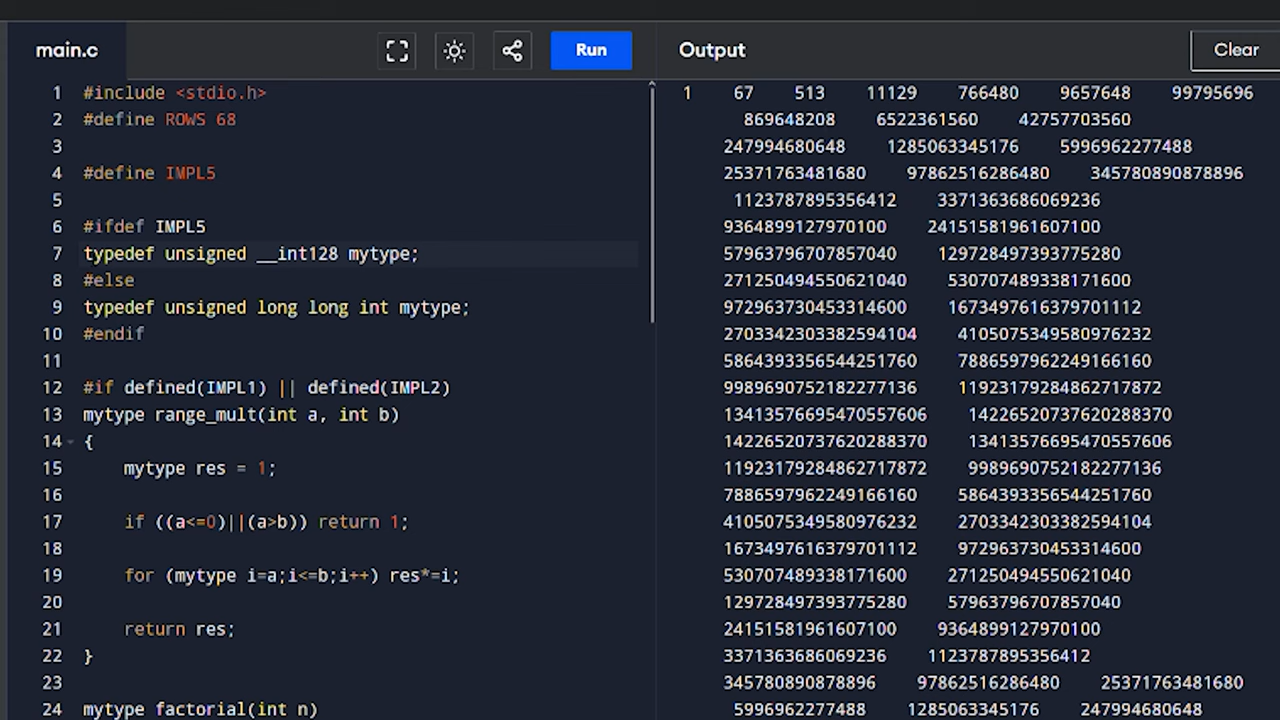 main.c
Run
1 #include <stdio.h>
2 #define ROWS 68
3
4 #define IMPL5
5
6 #ifdef IMPL5
7 typedef unsigned __int128 mytype;
8 #else
9 typedef unsigned long long int mytype;
10 #endif
11
12 #if defined(IMPL1) || defined(IMPL2)
13 mytype range_mult(int a, int b)
14 {
15 mytype res = 1;
16
17 if ((a<=0)||(a>b)) return 1;
18
19 for (mytype i=a;i<=b;i++) res*=i;
20
21 return res;
22 }
23
24 mytype factorial(int n)
Output
Clear
1 67 513 11129 766480 9657648 99795696
869648208 6522361560 42757703560
247994680648 1285063345176 5996962277488
25371763481680 97862516286480 345780890878896
1123787895356412 3371363686069236
9364899127970100 24151581961607100
57963796707857040 129728497393775280
271250494550621040 530707489338171600
972963730453314600 1673497616379701112
2703342303382594104 4105075349580976232
5864393356544251760 7886597962249166160
9989690752182277136 11923179284862717872
13413576695470557606 14226520737620288370
14226520737620288370 13413576695470557606
11923179284862717872 9989690752182277136
7886597962249166160 5864393356544251760
4105075349580976232 2703342303382594104
1673497616379701112 972963730453314600
530707489338171600 271250494550621040
129728497393775280 57963796707857040
24151581961607100 9364899127970100
3371363686069236 1123787895356412
345780890878896 97862516286480 25371763481680
5996962277488 1285063345176 247994680648